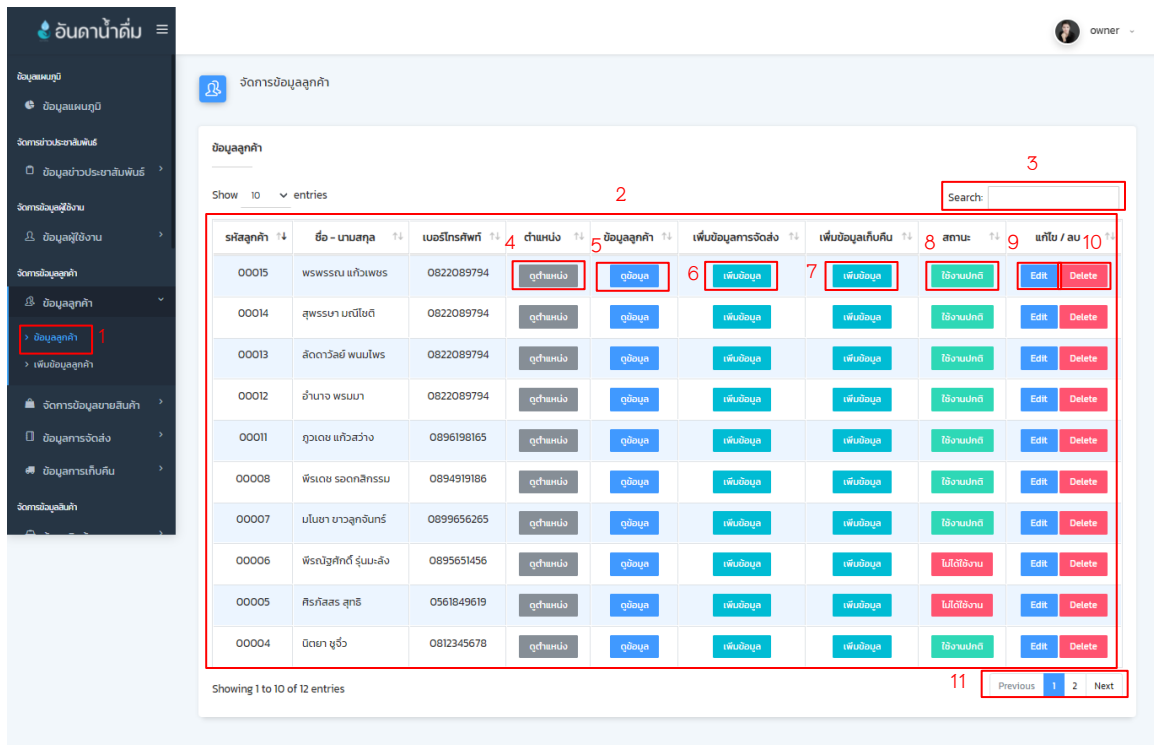 อันดาน้ำดื่ม
owner
ข้อมูลแผนภูมิ
ข้อมูลแผนภูมิ
จัดการข่าวประชาสัมพันธ์
ข้อมูลข่าวประชาสัมพันธ์
จัดการข้อมูลผู้ใช้งาน
ข้อมูลผู้ใช้งาน
จัดการข้อมูลลูกค้า
ข้อมูลลูกค้า
ข้อมูลลูกค้า 1
เพิ่มข้อมูลลูกค้า
จัดการข้อมูลขายสินค้า
ข้อมูลการจัดส่ง
ข้อมูลการเก็บคืน
จัดการข้อมูลสินค้า
จัดการข้อมูลลูกค้า
ข้อมูลลูกค้า
3
Show 10 entries 2 Search:
รหัสลูกค้า ชื่อ - นามสกุล เบอร์โทรศัพท์ 4 ตำแหน่ง 5 ข้อมูลลูกค้า เพิ่มข้อมูลการจัดส่ง เพิ่มข้อมูลเก็บคืน 8 สถานะ 9 แก้ไข / ลบ 10
00015 พรพรรณ แก้วเพชร 0822089794 ดูตำแหน่ง ดูข้อมูล 6 เพิ่มข้อมูล 7 เพิ่มข้อมูล ใช้งานปกติ Edit Delete
00014 สุพรรษา มณีโชติ 0822089794 ดูตำแหน่ง ดูข้อมูล เพิ่มข้อมูล เพิ่มข้อมูล ใช้งานปกติ Edit Delete
00013 ลัดดาวัลย์ พนมไพร 0822089794 ดูตำแหน่ง ดูข้อมูล เพิ่มข้อมูล เพิ่มข้อมูล ใช้งานปกติ Edit Delete
00012 อำนาจ พรมมา 0822089794 ดูตำแหน่ง ดูข้อมูล เพิ่มข้อมูล เพิ่มข้อมูล ใช้งานปกติ Edit Delete
00011 ภูวเดช แก้วสว่าง 0896198165 ดูตำแหน่ง ดูข้อมูล เพิ่มข้อมูล เพิ่มข้อมูล ใช้งานปกติ Edit Delete
00008 พีรเดช รอดกสิกรรม 0894919186 ดูตำแหน่ง ดูข้อมูล เพิ่มข้อมูล เพิ่มข้อมูล ใช้งานปกติ Edit Delete
00007 มโนชา ขาวลูกจันทร์ 0899656265 ดูตำแหน่ง ดูข้อมูล เพิ่มข้อมูล เพิ่มข้อมูล ใช้งานปกติ Edit Delete
00006 พีรณัฐศักดิ์ รุ่นมะลัง 0895651456 ดูตำแหน่ง ดูข้อมูล เพิ่มข้อมูล เพิ่มข้อมูล ไม่ได้ใช้งาน Edit Delete
00005 ศิรภัสสร สุทธิ 0561849619 ดูตำแหน่ง ดูข้อมูล เพิ่มข้อมูล เพิ่มข้อมูล ไม่ได้ใช้งาน Edit Delete
00004 นิตยา ชูจิ๋ว 0812345678 ดูตำแหน่ง ดูข้อมูล เพิ่มข้อมูล เพิ่มข้อมูล ใช้งานปกติ Edit Delete
Showing 1 to 10 of 12 entries 11 Previous 1 2 Next